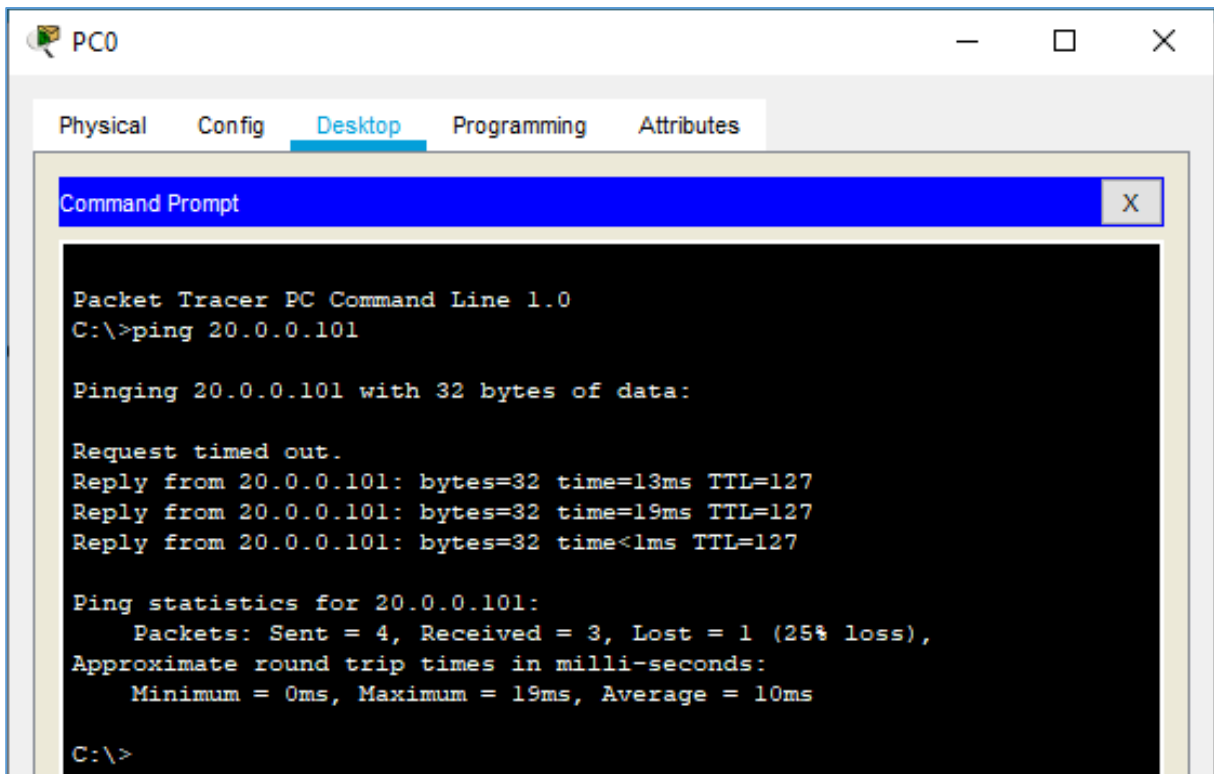 PC0
Physical Config Desktop Programming Attributes
Command Prompt X
Packet Tracer PC Command Line 1.0
C:\>ping 20.0.0.101
Pinging 20.0.0.101 with 32 bytes of data:
Request timed out.
Reply from 20.0.0.101: bytes=32 time=13ms TTL=127
Reply from 20.0.0.101: bytes=32 time=19ms TTL=127
Reply from 20.0.0.101: bytes=32 time<1ms TTL=127
Ping statistics for 20.0.0.101:
    Packets: Sent = 4, Received = 3, Lost = 1 (25% loss),
Approximate round trip times in milli-seconds:
    Minimum = 0ms, Maximum = 19ms, Average = 10ms
C:\>